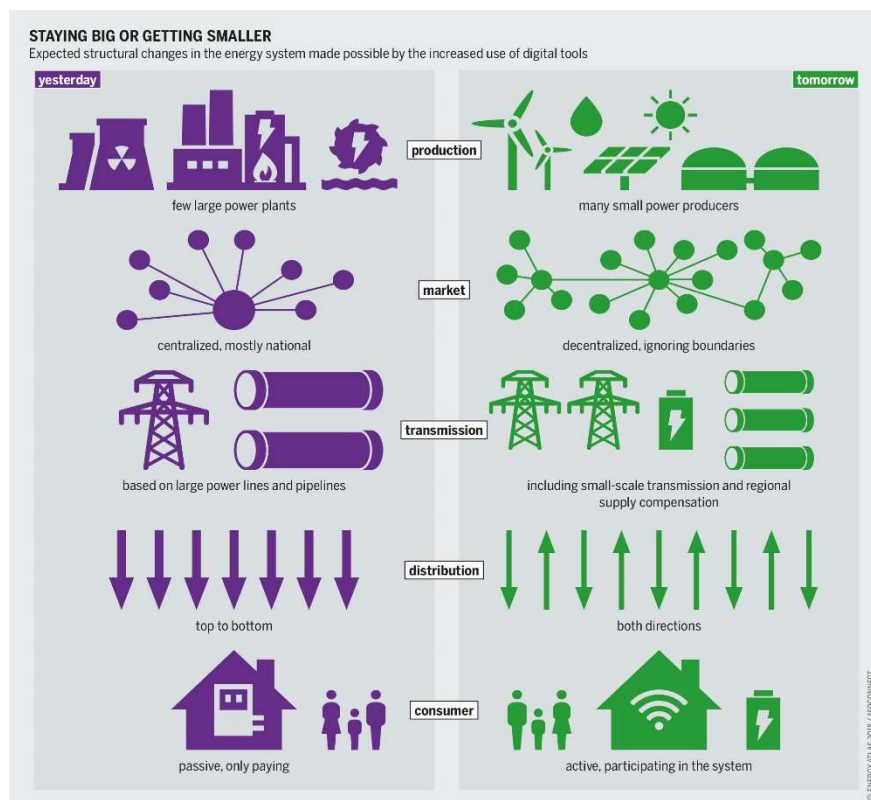 STAYING BIG OR GETTING SMALLER
Expected structural changes in the energy system made possible by the increased use of digital tools
yesterday
tomorrow
production
few large power plants
many small power producers
market
centralized, mostly national
decentralized, ignoring boundaries
transmission
based on large power lines and pipelines
including small-scale transmission and regional
supply compensation
distribution
top to bottom
both directions
consumer
passive, only paying
active, participating in the system